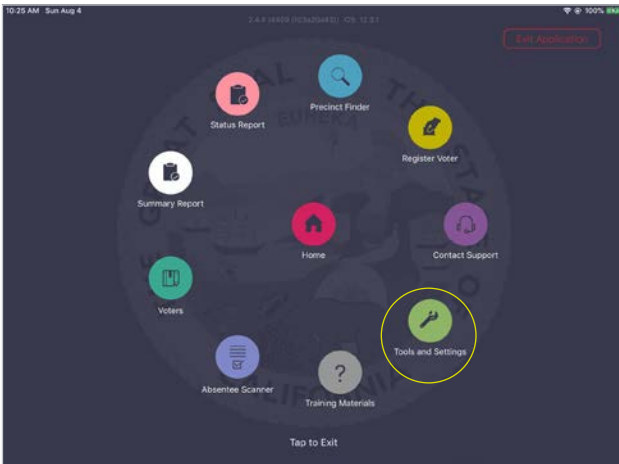 10:25 AM Sun Aug 4
100%
Exit Application
Precinct Finder
Status Report
Register Voter
Summary Report
Home
Contact Support
Voters
Tools and Settings
Absentee Scanner
?
Training Materials
Tap to Exit
EUREKA